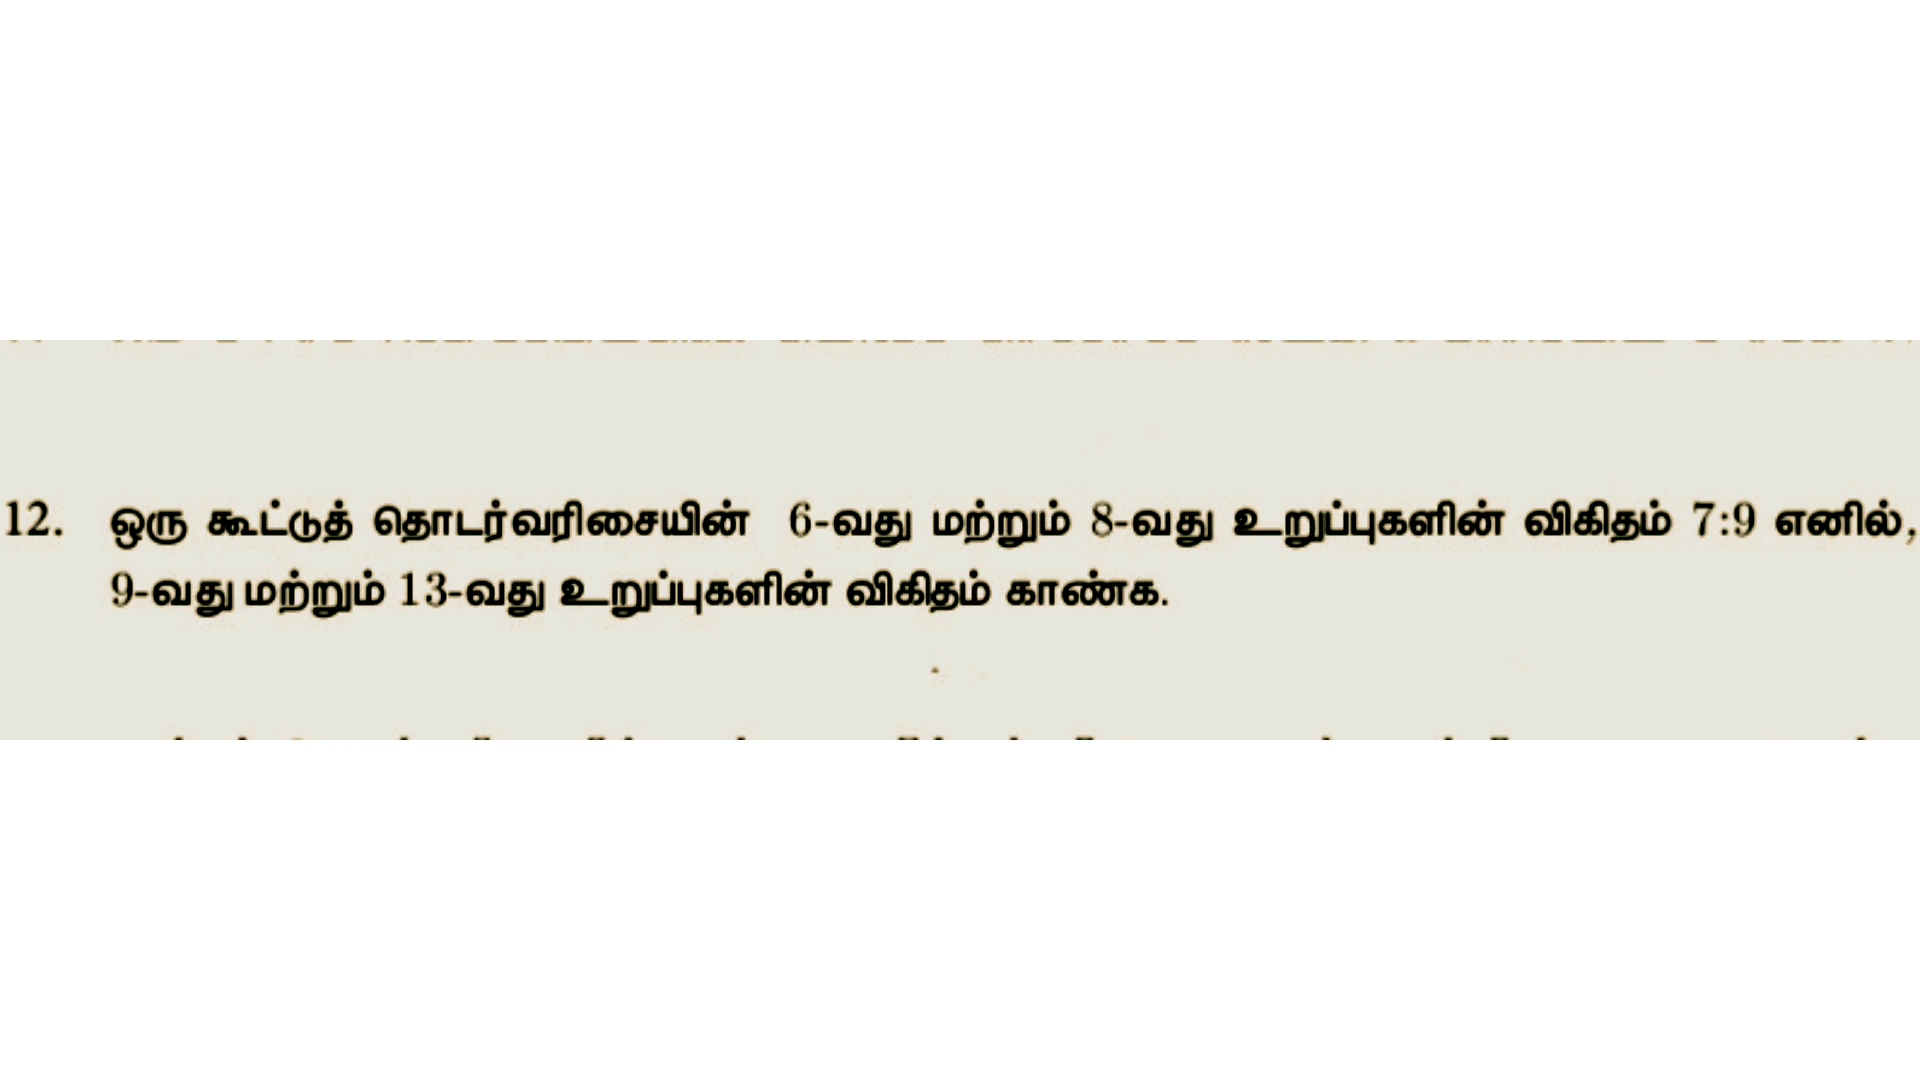 12. ஒரு கூட்டுத் தொடர்வரிசையின் 6-வது மற்றும் 8-வது உறுப்புகளின் விகிதம் 7:9 எனில்,
9-வது மற்றும் 13-வது உறுப்புகளின் விகிதம் காண்க.